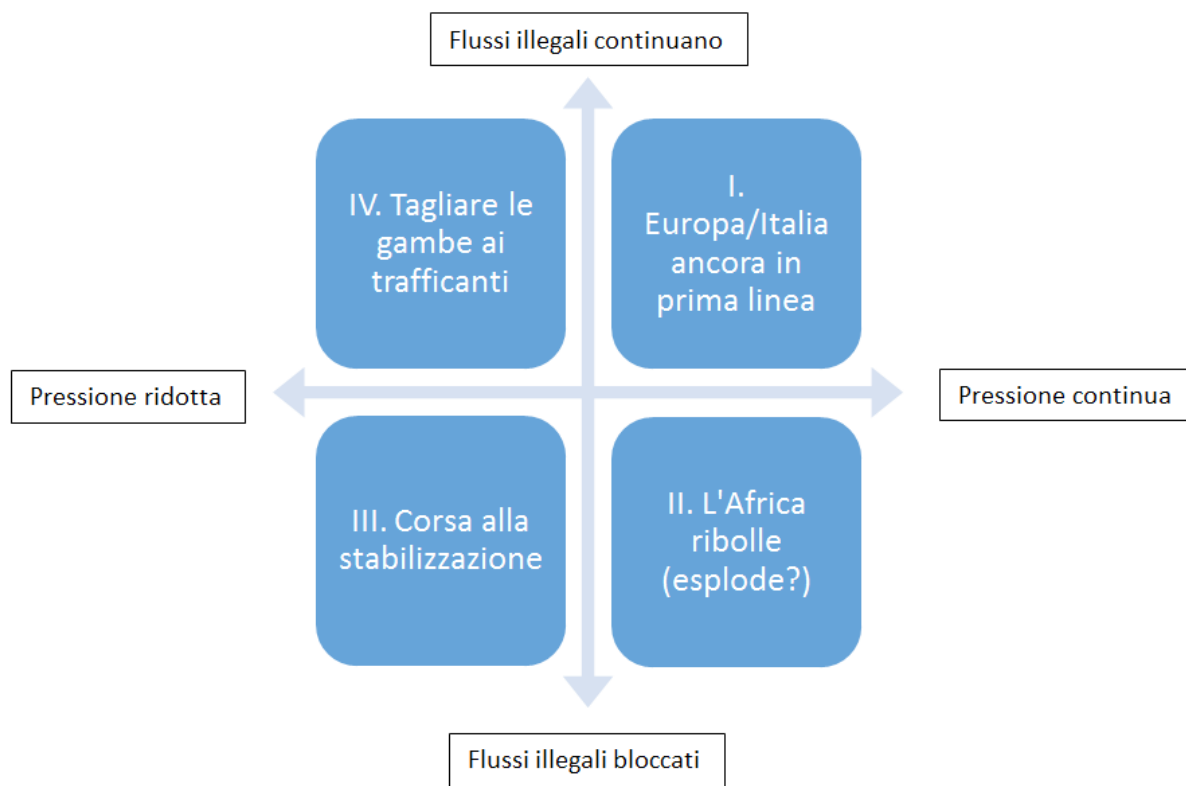 Flussi illegali continuano
IV. Tagliare le
gambe ai
trafficanti
I.
Europa/Italia
ancora in
prima linea
Pressione ridotta
Pressione continua
III. Corsa alla
stabilizzazione
II. L'Africa
ribolle
(esplode?)
Flussi illegali bloccati